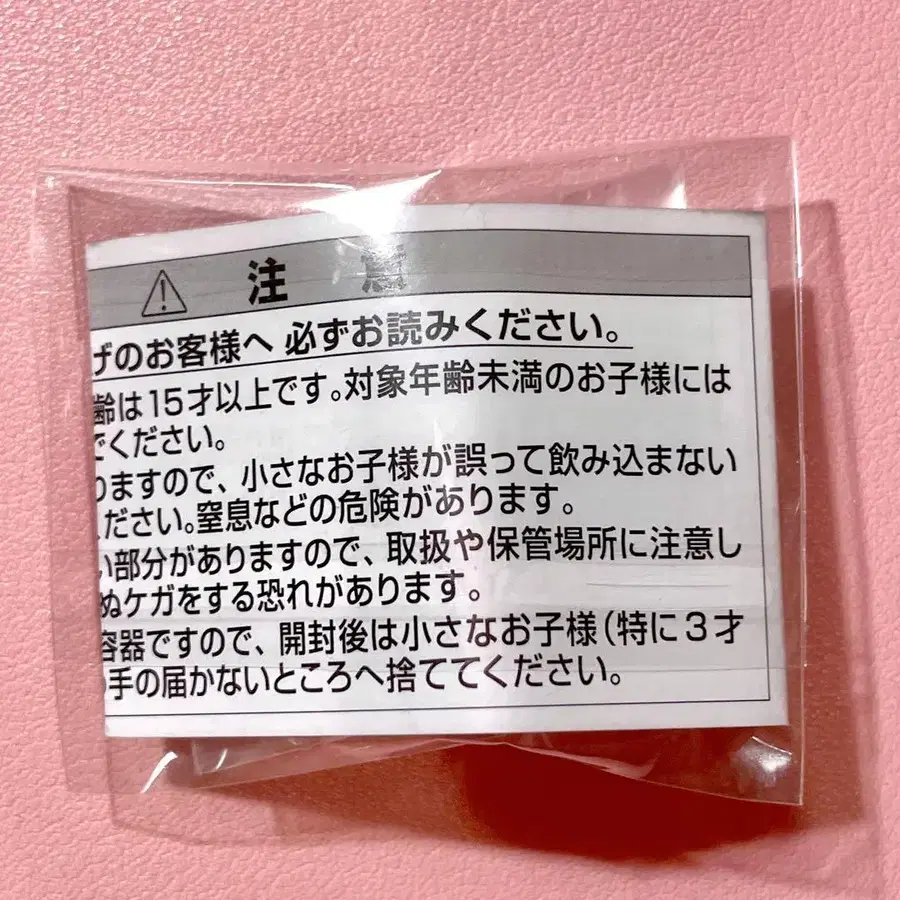 注意
げのお客様へ 必ずお読みください。
齢は15才以上です。対象年齢未満のお子様には
でください。
りますので、小さなお子様が誤って飲み込まない
ください。窒息などの危険があります。
い部分がありますので、取扱や保管場所に注意し
ぬケガをする恐れがあります。
容器ですので、開封後は小さなお子様(特に3才
の手の届かないところへ捨ててください。